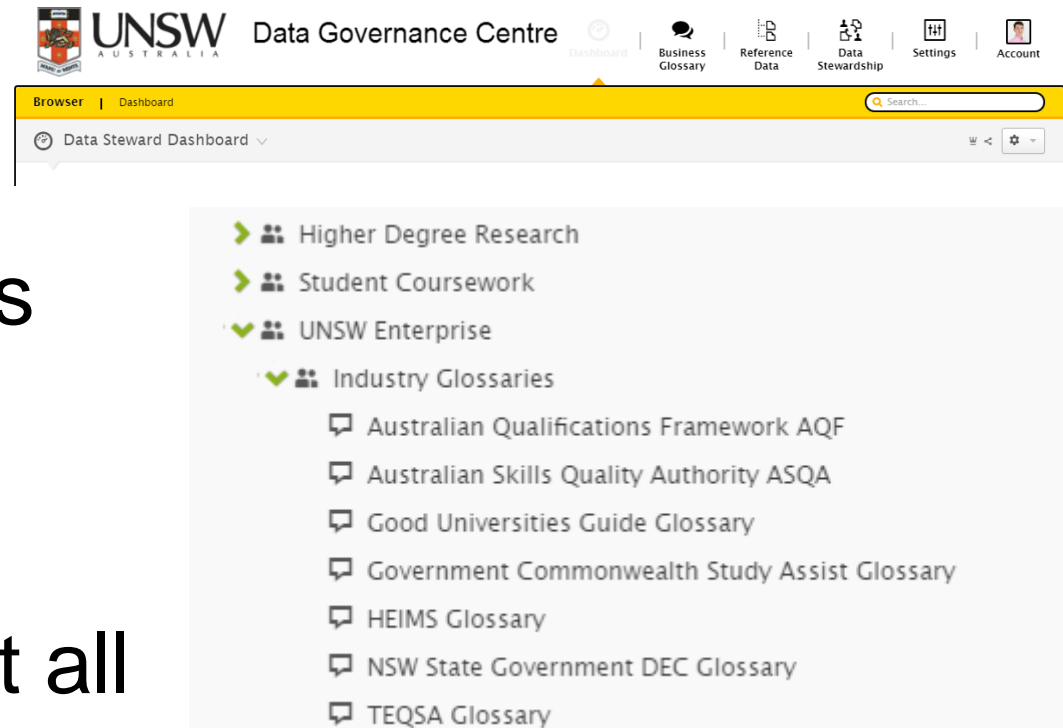 UNSW
AUSTRALIA
Data Governance Centre
Dashboard
Business Glossary
Reference Data
Data Stewardship
Settings
Account
Browser | Dashboard
Search...
Data Steward Dashboard
Higher Degree Research
s
Student Coursework
UNSW Enterprise
Industry Glossaries
Australian Qualifications Framework AQF
Australian Skills Quality Authority ASQA
Good Universities Guide Glossary
Government Commonwealth Study Assist Glossary
HEIMS Glossary
t all
NSW State Government DEC Glossary
TEQSA Glossary